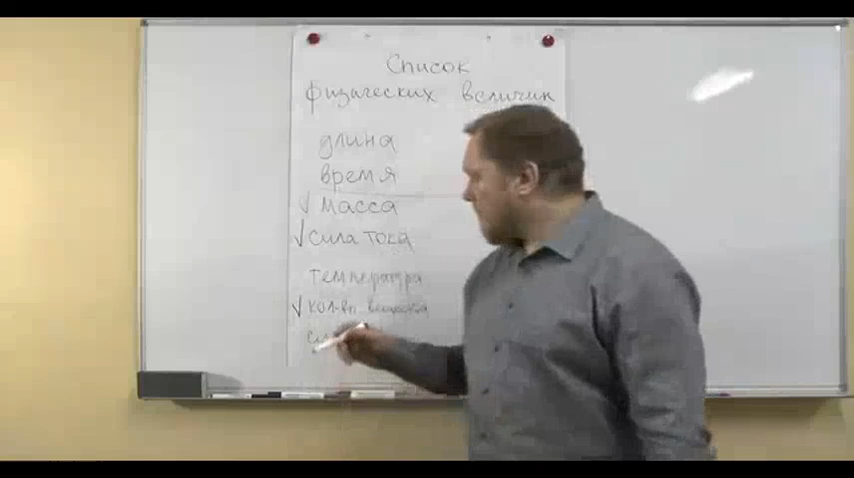 Список
физических величин
длина
время
√ масса
√ сила тока
температура
√ кол-во вещества